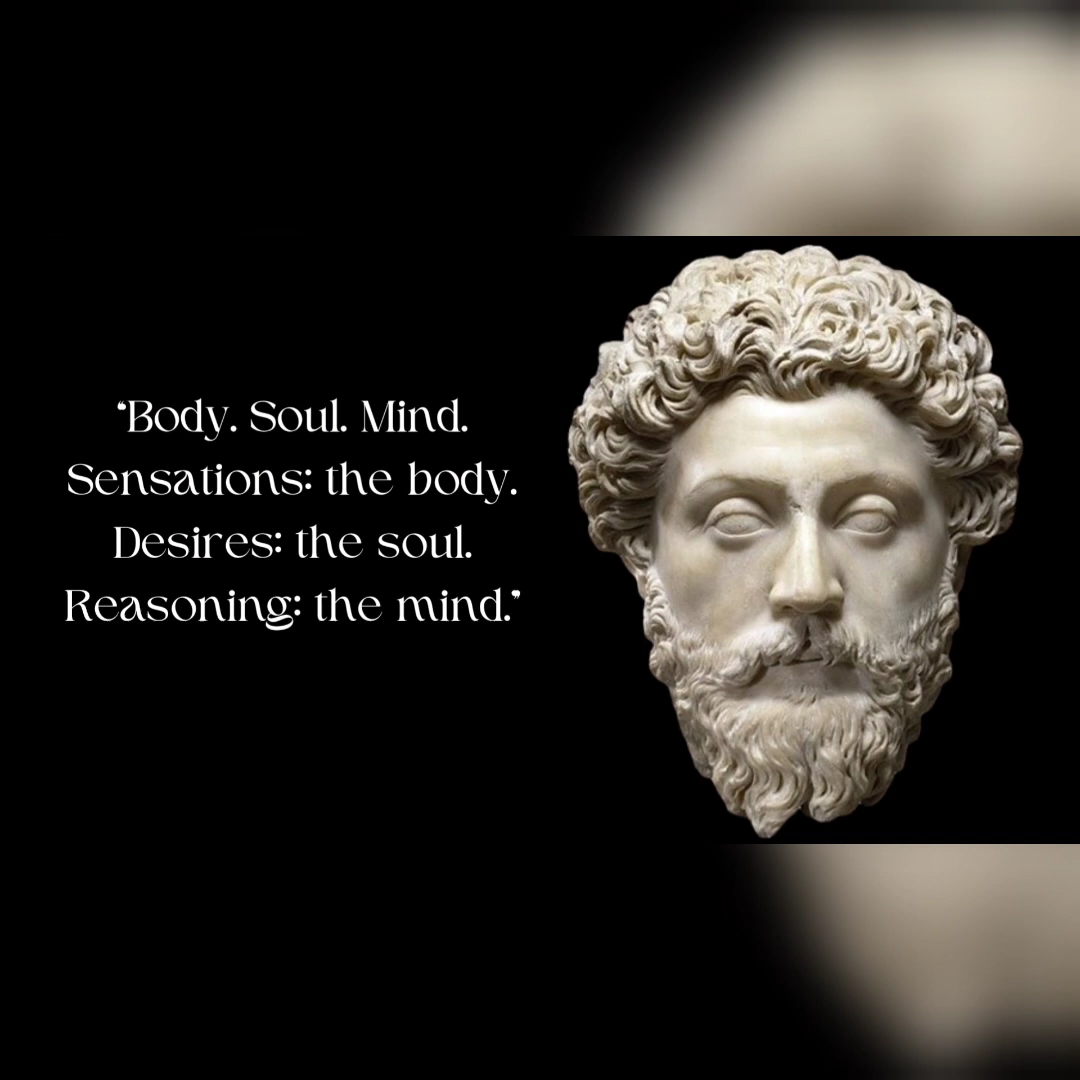 “Body. Soul. Mind.
Sensations: the body.
Desires: the soul.
Reasoning: the mind.”